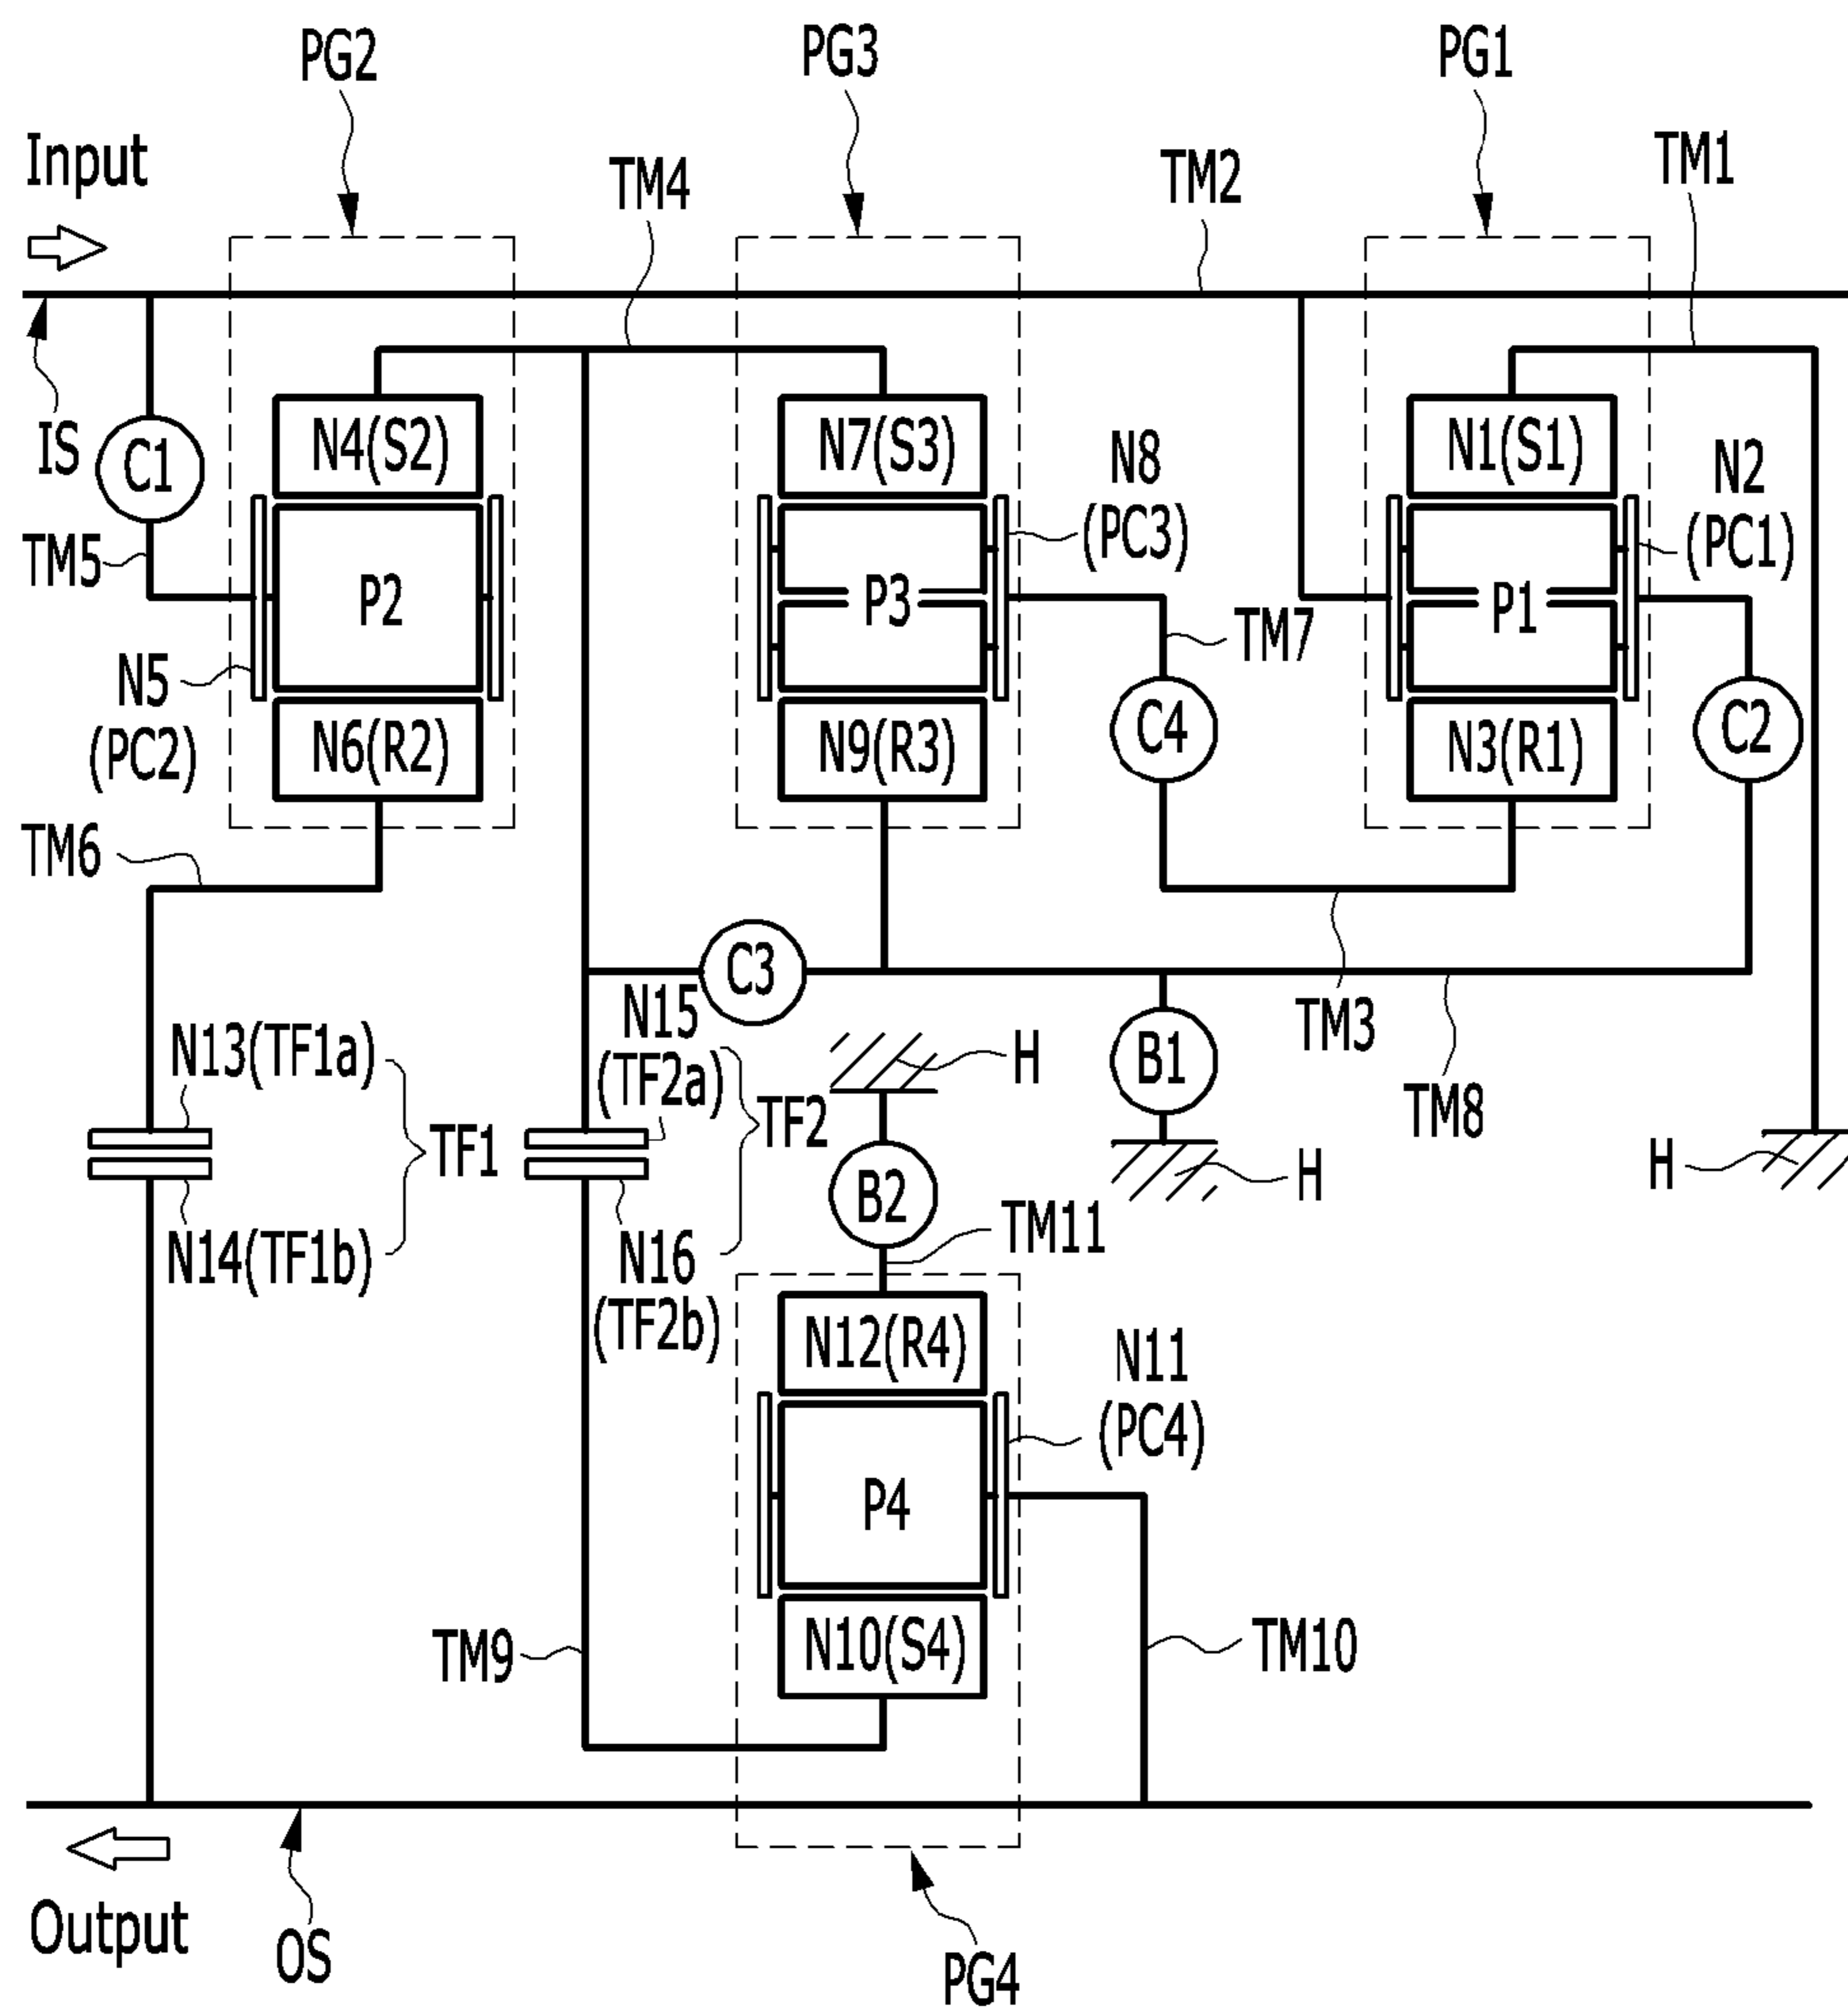 PG2
PG3
PG1
Input
TM4
TM2
TM1
IS
C1
N4(S2)
N7(S3)
N8
(PC3)
N1(S1)
N2
(PC1)
TM5
P2
P3
P1
TM7
N5
(PC2)
N6(R2)
N9(R3)
C4
N3(R1)
C2
TM6
C3
TM3
TM8
N13(TF1a)
N15
(TF2a)
H
B1
TF1
TF2
H
H
N14(TF1b)
N16
(TF2b)
B2
TM11
N12(R4)
N11
(PC4)
P4
TM9
N10(S4)
TM10
Output
OS
PG4